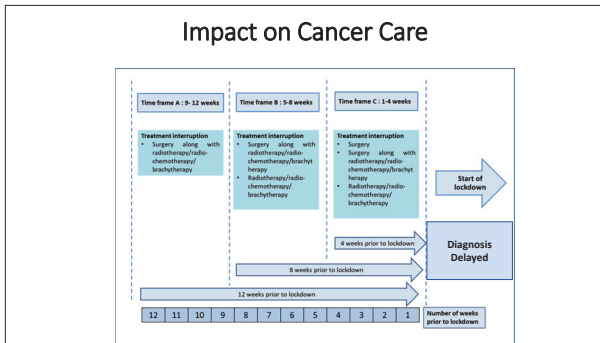 Impact on Cancer Care
Time frame A : 9- 12 weeks
Time frame B : 5-8 weeks
Time frame C : 1-4 weeks
Treatment interruption
• Surgery along with
radiotherapy/radio-
chemotherapy/
brachytherapy
Treatment interruption
• Surgery along with
radiotherapy/radio-
chemotherapy/brachyt
herapy
• Radiotherapy/radio-
chemotherapy/
brachytherapy
Treatment interruption
• Surgery
• Surgery along with
radiotherapy/radio-
chemotherapy/brachyt
herapy
• Radiotherapy/radio-
chemotherapy/
brachytherapy
Start of
lockdown
4 weeks prior to lockdown
Diagnosis
Delayed
8 weeks prior to lockdown
12 weeks prior to lockdown
12 11 10 9 8 7 6 5 4 3 2 1
Number of weeks
prior to lockdown